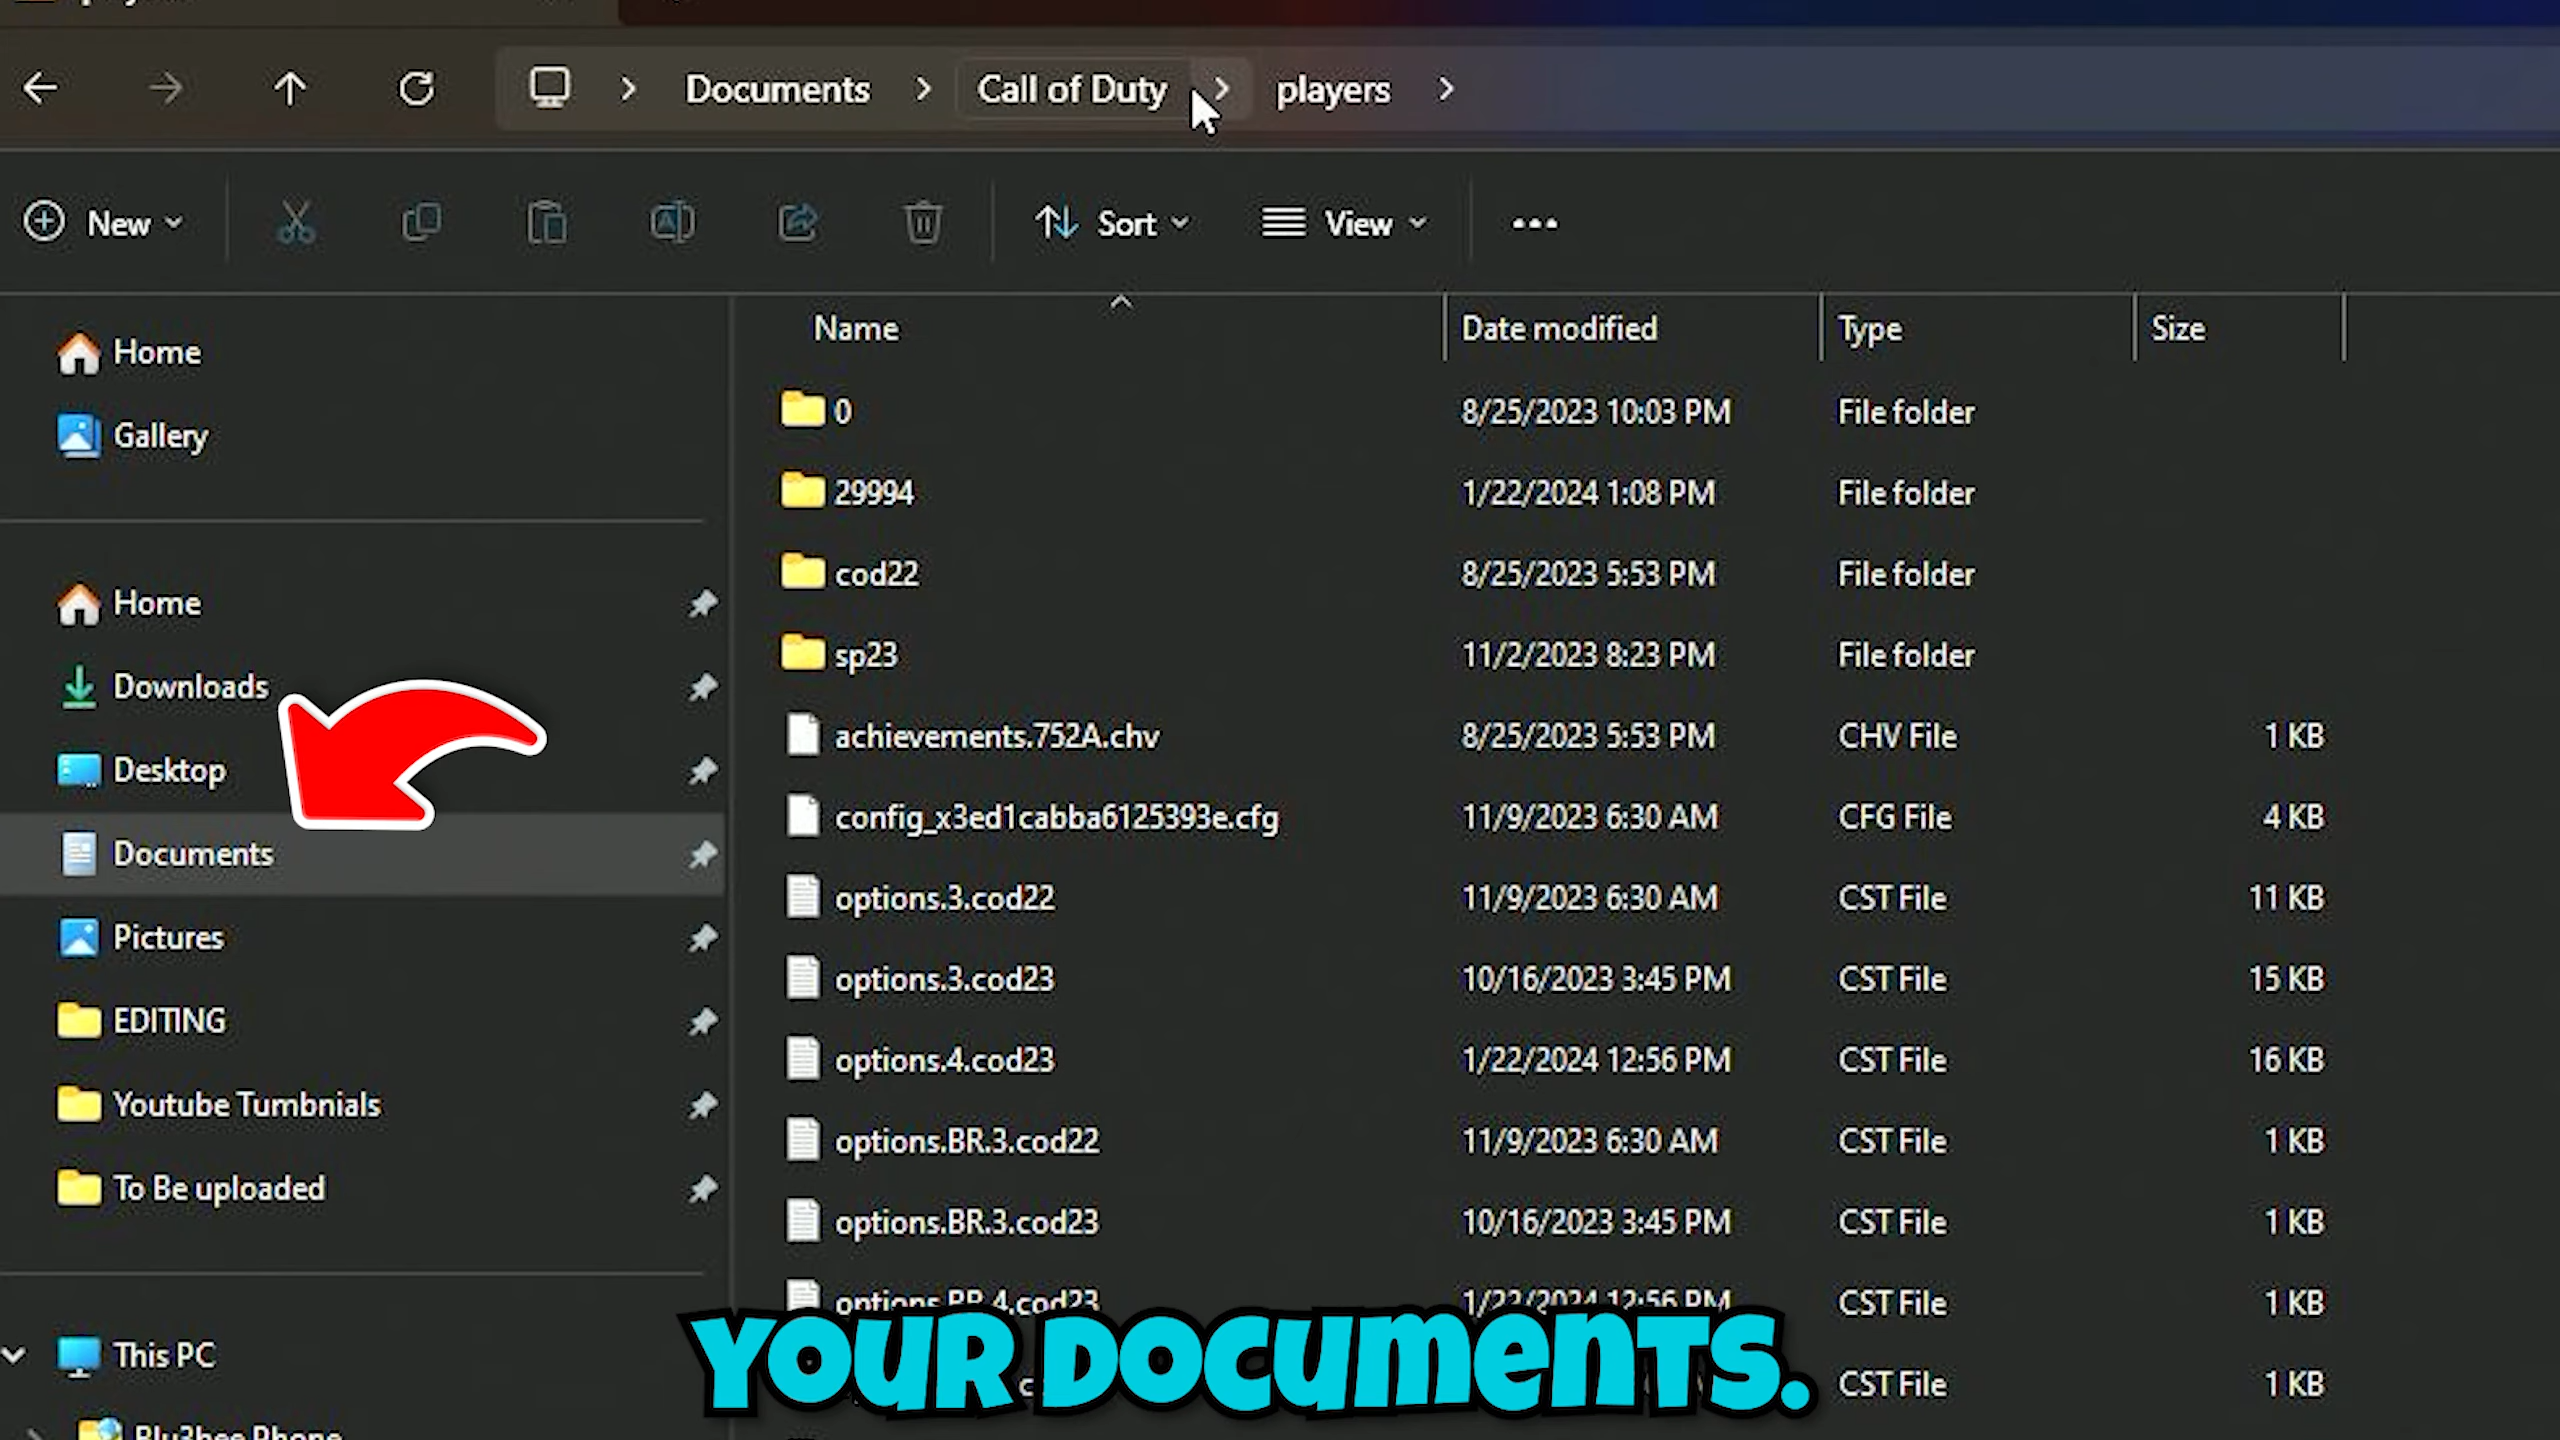 Documents > Call of Duty > players >
New Sort View ...
Name Date modified Type Size
Home
Gallery
Home
Downloads
Desktop
Documents
Pictures
EDITING
Youtube Tumbnials
To Be uploaded
This PC
Blu3bee Phone
0 8/25/2023 10:03 PM File folder
29994 1/22/2024 1:08 PM File folder
cod22 8/25/2023 5:53 PM File folder
sp23 11/2/2023 8:23 PM File folder
achievements.752A.chv 8/25/2023 5:53 PM CHV File 1 KB
config_x3ed1cabba6125393e.cfg 11/9/2023 6:30 AM CFG File 4 KB
options.3.cod22 11/9/2023 6:30 AM CST File 11 KB
options.3.cod23 10/16/2023 3:45 PM CST File 15 KB
options.4.cod23 1/22/2024 12:56 PM CST File 16 KB
options.BR.3.cod22 11/9/2023 6:30 AM CST File 1 KB
options.BR.3.cod23 10/16/2023 3:45 PM CST File 1 KB
options.BR.4.cod23 1/22/2024 12:56 PM CST File 1 KB
CST File 1 KB
YOUR DOCUMENTS.